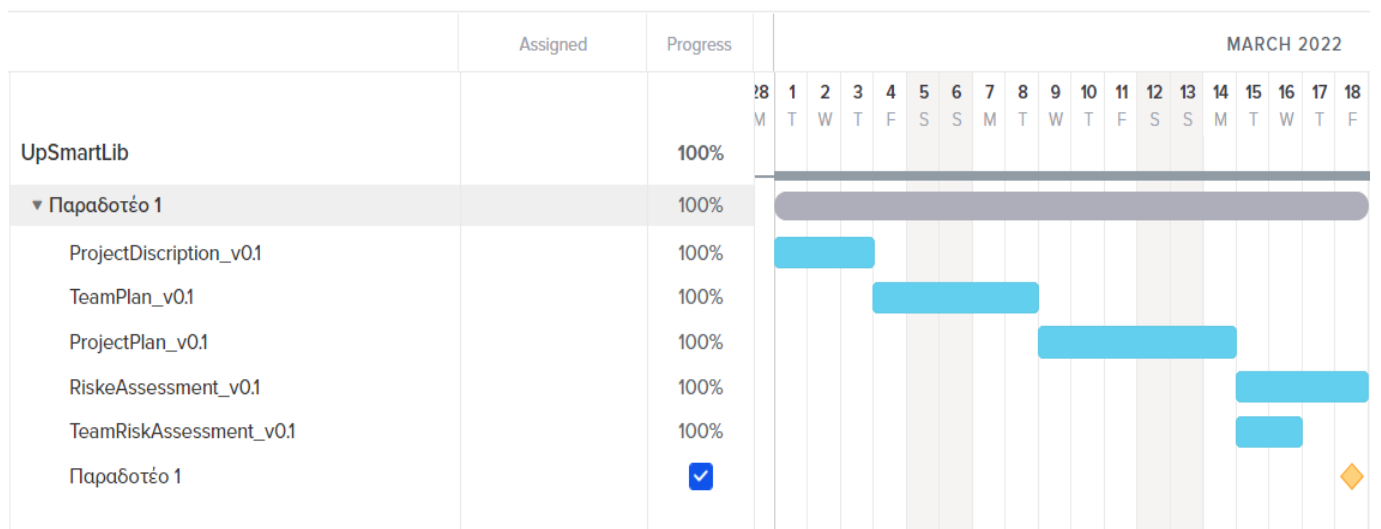 Assigned Progress MARCH 2022
28 1 2 3 4 5 6 7 8 9 10 11 12 13 14 15 16 17 18
M T W T F S S M T W T F S S M T W T F
UpSmartLib 100%
Παραδοτέο 1 100%
ProjectDiscription_v0.1 100%
TeamPlan_v0.1 100%
ProjectPlan_v0.1 100%
RiskeAssessment_v0.1 100%
TeamRiskAssessment_v0.1 100%
Παραδοτέο 1